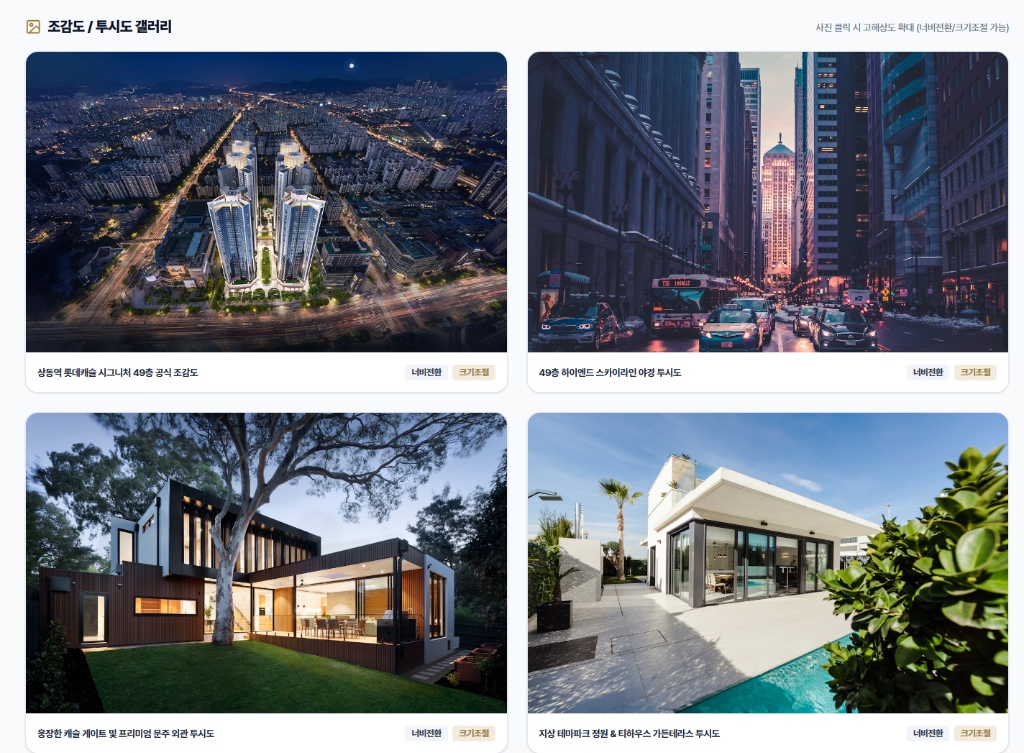 조감도 / 투시도 갤러리
사진 클릭 시 고해상도 확대 (너비전환/크기조절 가능)
상동역 롯데캐슬 시그니처 49층 공식 조감도
너비전환
크기조절
49층 하이엔드 스카이라인 야경 투시도
너비전환
크기조절
웅장한 캐슬 게이트 및 프리미엄 문주 외관 투시도
너비전환
크기조절
지상 테마파크 정원 & 티하우스 가든테라스 투시도
너비전환
크기조절